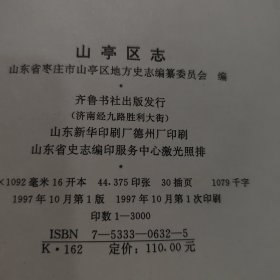 山亭区志
山东省枣庄市山亭区地方史志编纂委员会 编
齐鲁书社出版发行
(济南经九路胜利大街)
山东新华印刷厂德州厂印刷
山东省史志编印服务中心激光照排
×1092毫米16开本 44.375印张 30插页 1079千字
1997年10月第1版 1997年10月第1次印刷
印数1-3000
ISBN 7-5333-0632-5
K·162 定价:110.00元